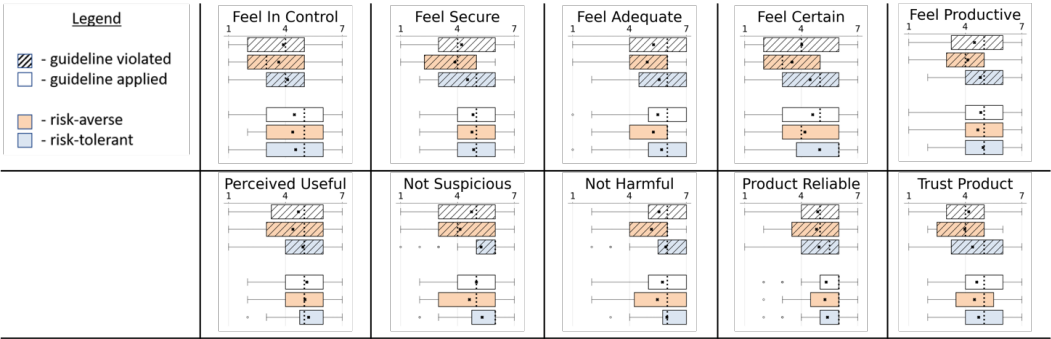 Legend
- guideline violated
- guideline applied
- risk-averse
- risk-tolerant
Feel In Control
1 4 7
Feel Secure
1 4 7
Feel Adequate
1 4 7
Feel Certain
1 4 7
Feel Productive
1 4 7
Perceived Useful
1 4 7
Not Suspicious
1 4 7
Not Harmful
1 4 7
Product Reliable
1 4 7
Trust Product
1 4 7